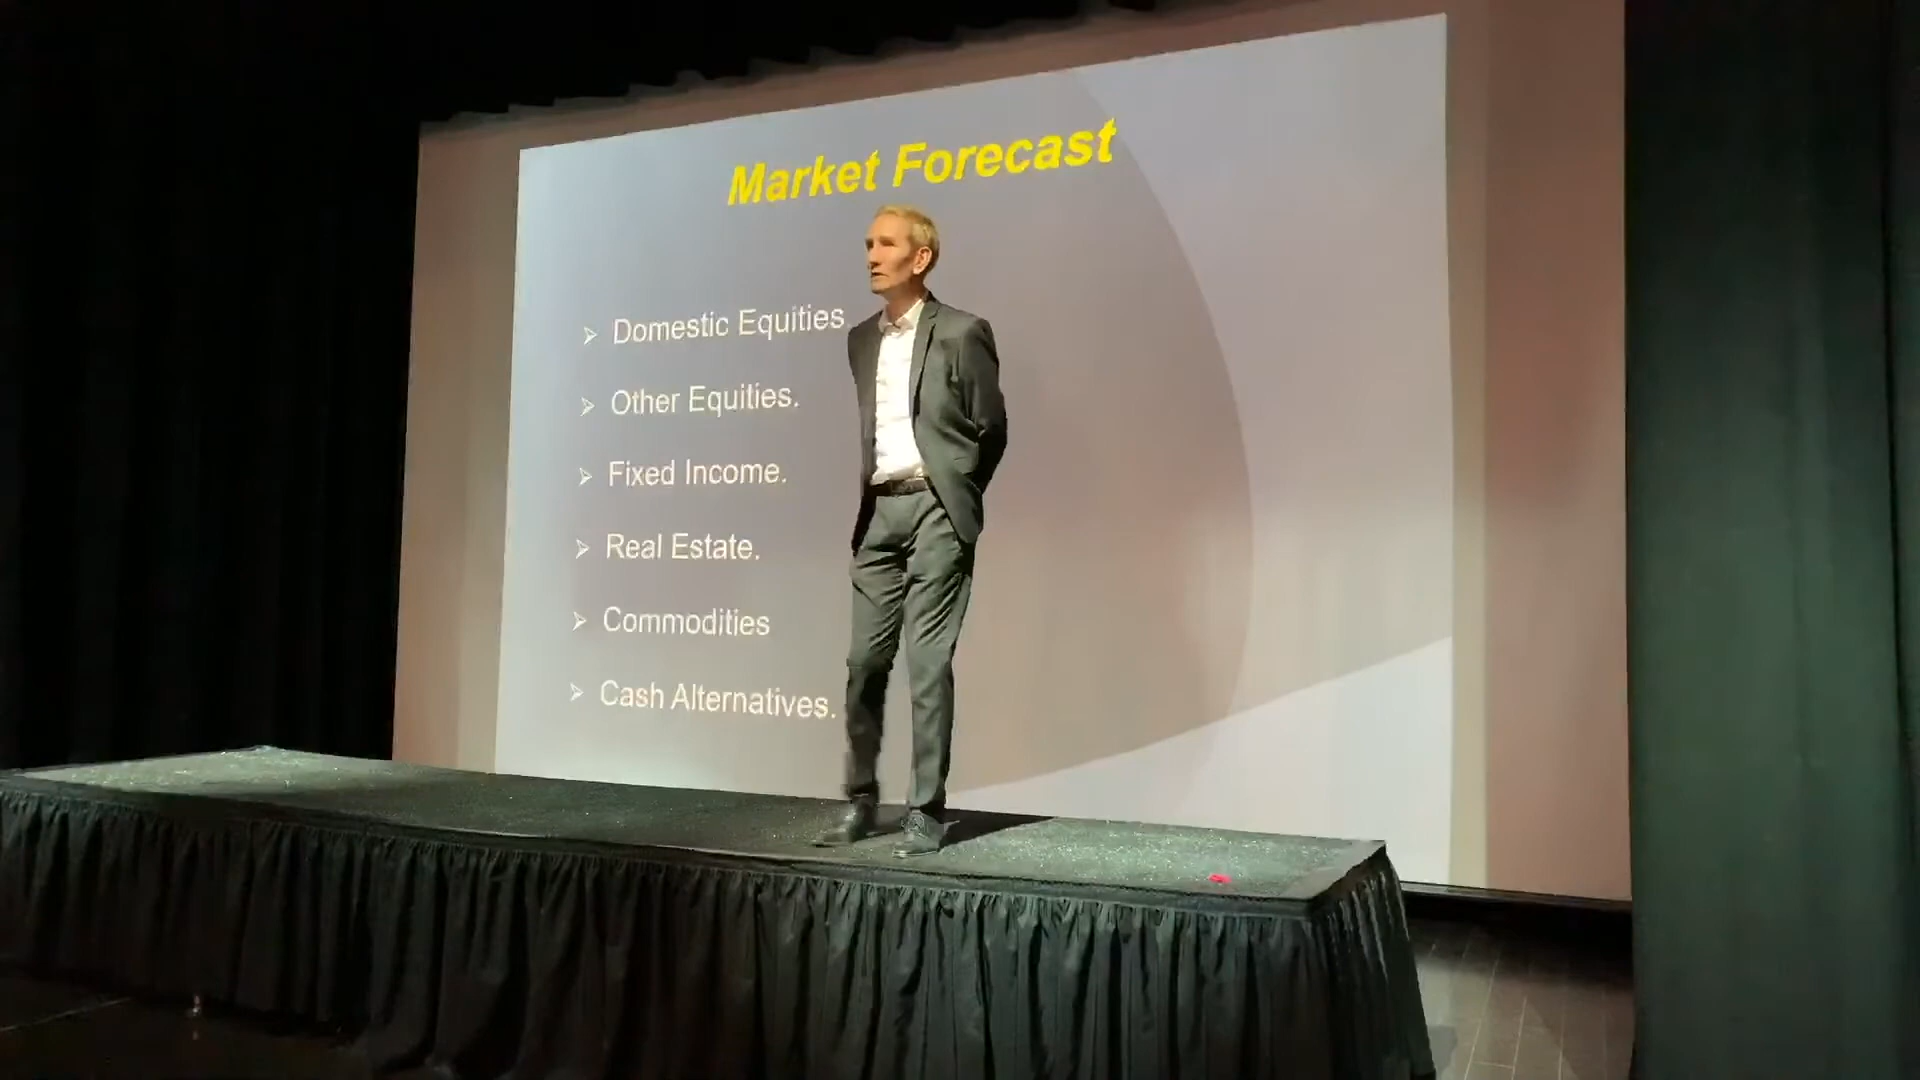 Market Forecast
Domestic Equities.
Other Equities.
Fixed Income.
Real Estate.
Commodities
Cash Alternatives.